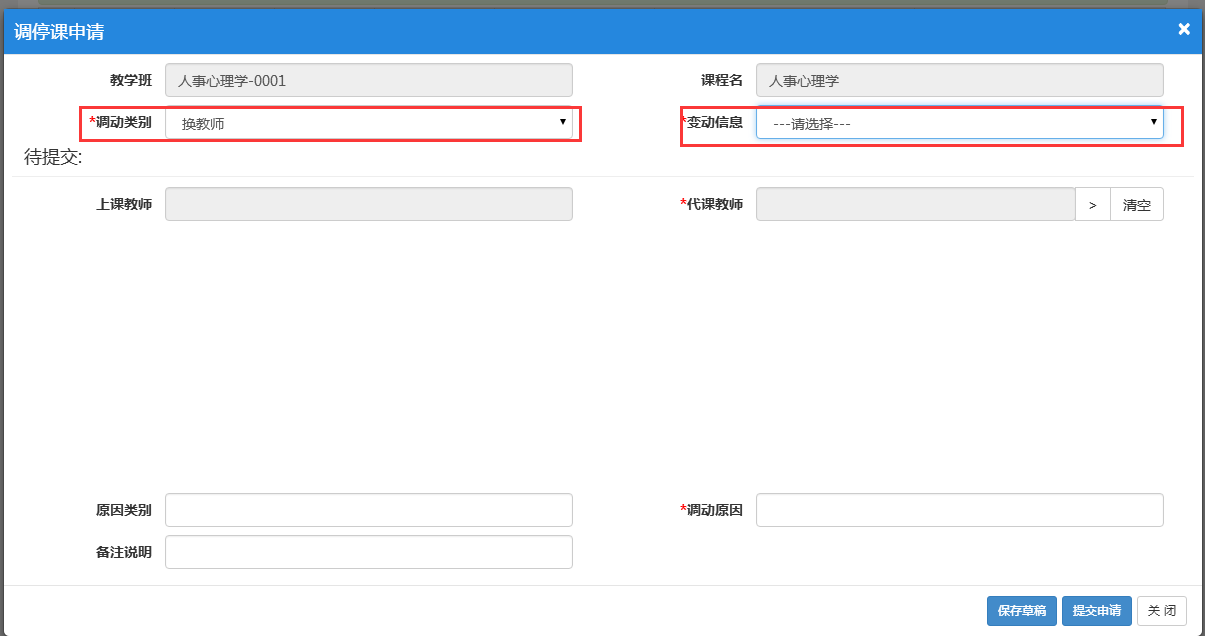 调停课申请 ×
教学班 人事心理学-0001 课程名 人事心理学
*调动类别 换教师 *变动信息 ---请选择---
待提交:
上课教师 *代课教师 > 清空
原因类别 *调动原因
备注说明
保存草稿 提交申请 关 闭